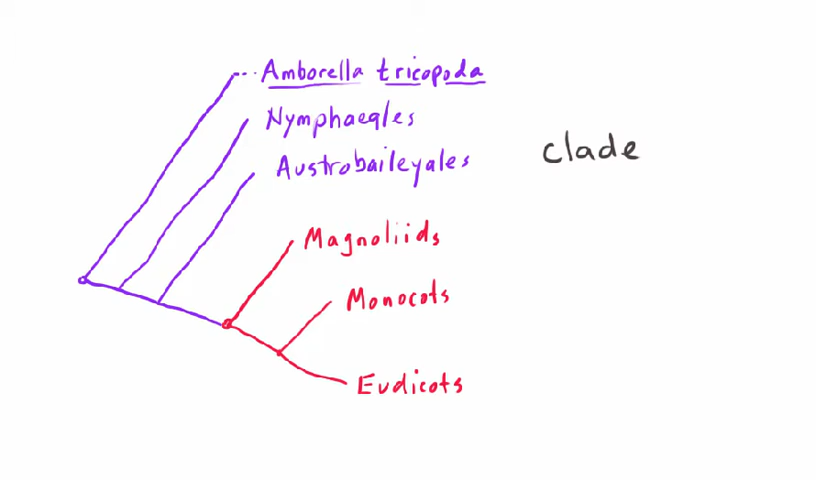 Amborella tricopoda
Nymphaeales
Austrobaileyales
clade
Magnoliids
Monocots
Eudicots